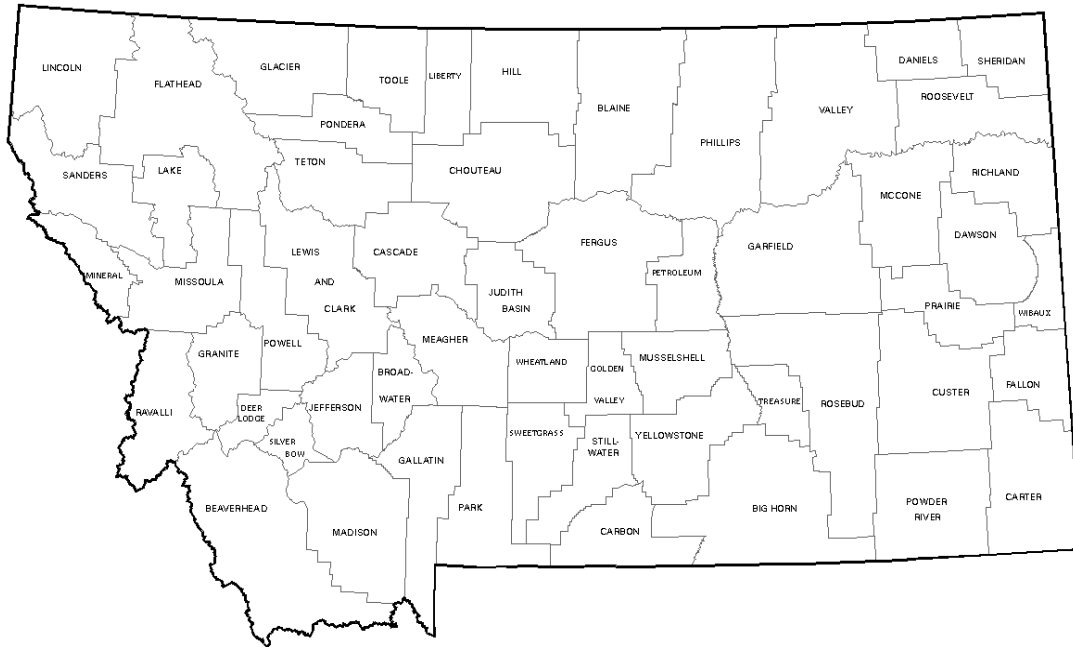 LINCOLN
FLATHEAD
GLACIER
TOOLE
LIBERTY
HILL
BLAINE
PHILLIPS
VALLEY
DANIELS
SHERIDAN
ROOSEVELT
PONDERA
TETON
CHOUTEAU
SANDERS
LAKE
RICHLAND
MCCONE
DAWSON
LEWIS
AND
CLARK
CASCADE
FERGUS
GARFIELD
MINERAL
MISSOULA
JUDITH
BASIN
PETROLEUM
PRAIRIE
WIBAUX
GRANITE
POWELL
MEAGHER
WHEATLAND
GOLDEN
VALLEY
MUSSELSHELL
BROAD-
WATER
CUSTER
FALLON
RAVALLI
DEER
LODGE
JEFFERSON
TREASURE
ROSEBUD
SILVER
BOW
SWEETGRASS
STILL-
WATER
YELLOWSTONE
GALLATIN
BEAVERHEAD
MADISON
PARK
CARBON
BIG HORN
POWDER
RIVER
CARTER